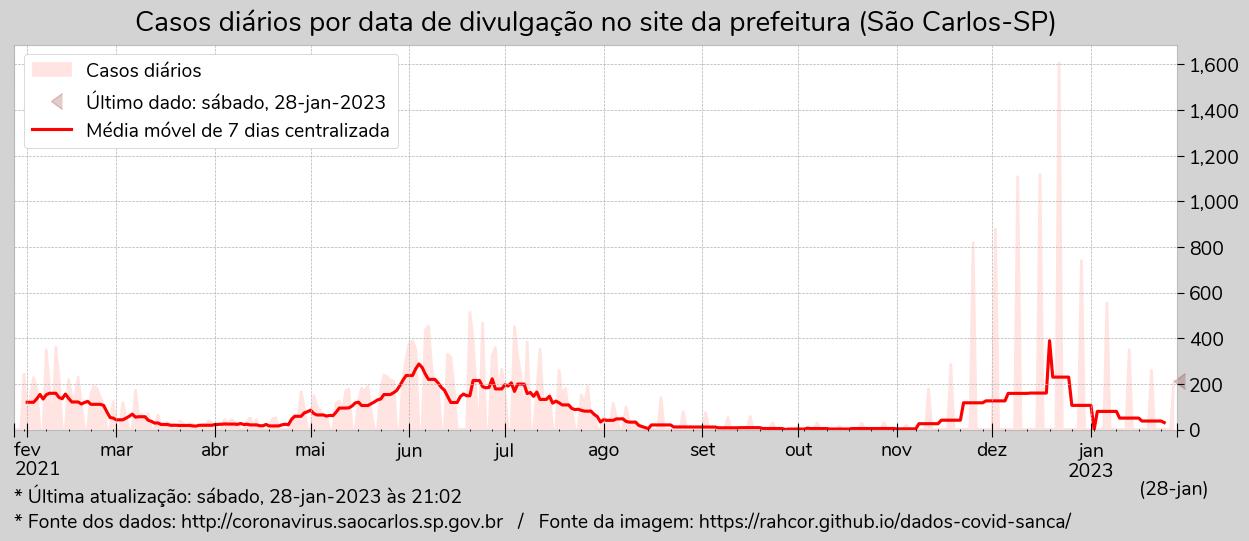 Casos diários por data de divulgação no site da prefeitura (São Carlos-SP)
Casos diários
Último dado: sábado, 28-jan-2023
Média móvel de 7 dias centralizada
1,600
1,400
1,200
1,000
800
600
400
200
0
fev mar abr mai jun jul ago set out nov dez jan
2021 2023
(28-jan)
* Última atualização: sábado, 28-jan-2023 às 21:02
* Fonte dos dados: http://coronavirus.saocarlos.sp.gov.br / Fonte da imagem: https://rahcor.github.io/dados-covid-sanca/